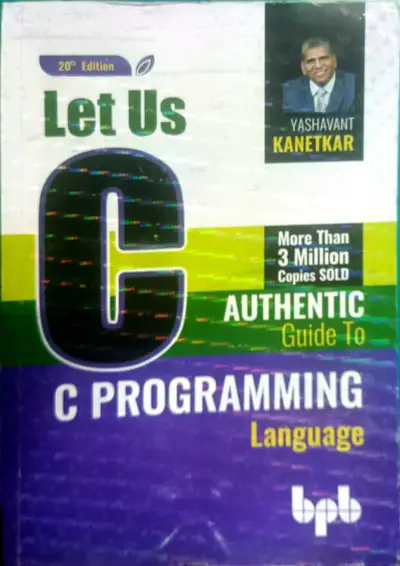 20th Edition
Let Us
C
YASHAVANT
KANETKAR
More Than
3 Million
Copies SOLD
AUTHENTIC
Guide To
C PROGRAMMING
Language
bpb